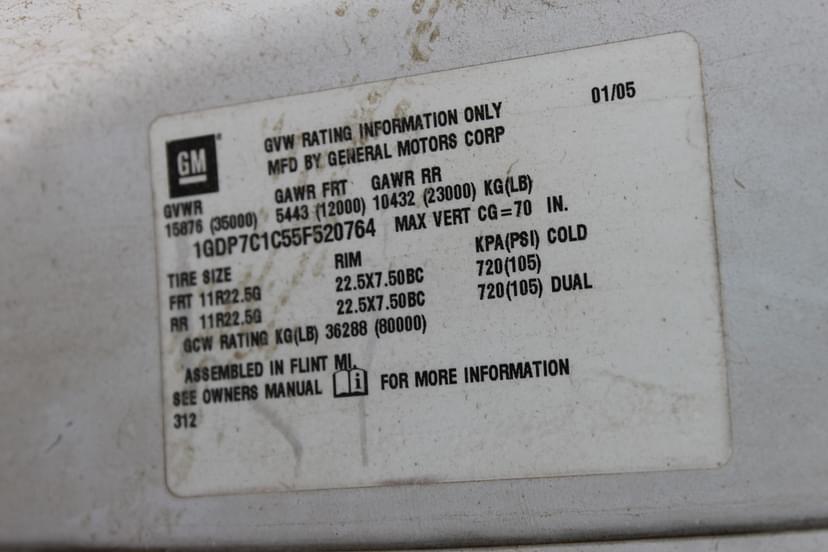 01/05
GM
GVW RATING INFORMATION ONLY
MFD BY GENERAL MOTORS CORP
GVWR GAWR FRT GAWR RR
15876 (35000) 5443 (12000) 10432 (23000) KG(LB)
1GDP7C1C55F520764 MAX VERT CG=70 IN.
TIRE SIZE RIM KPA(PSI) COLD
FRT 11R22.5G 22.5X7.50BC 720(105)
RR 11R22.5G 22.5X7.50BC 720(105) DUAL
GCW RATING KG(LB) 36288 (80000)
ASSEMBLED IN FLINT MI.
SEE OWNERS MANUAL i FOR MORE INFORMATION
312